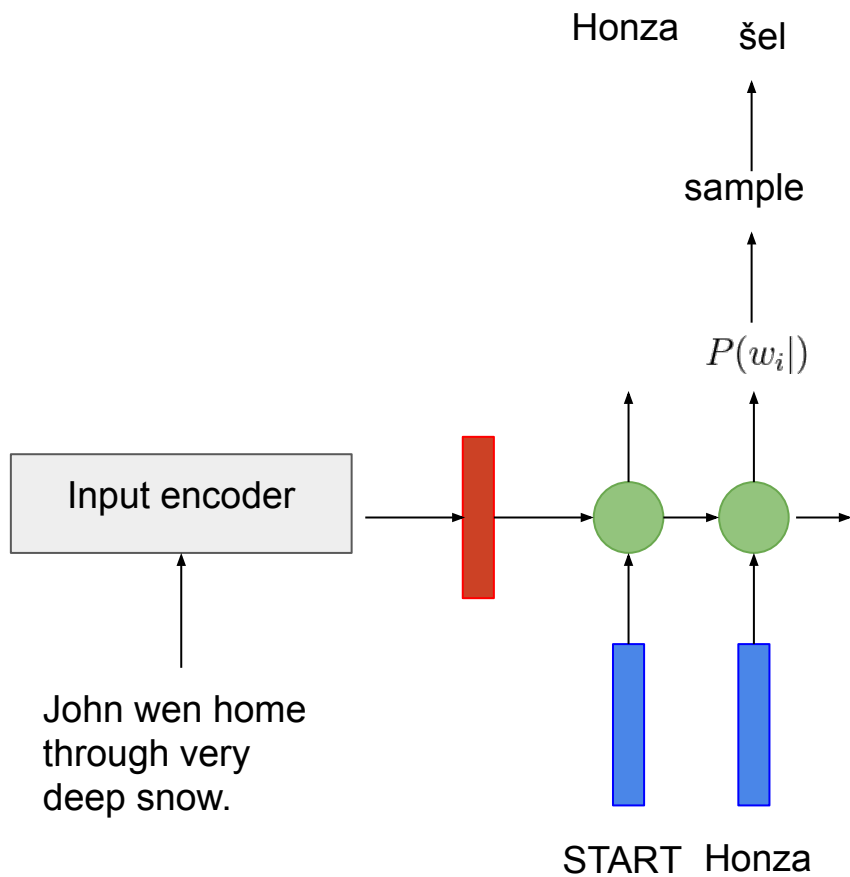 Honza šel
sample
P(w_i|)
Input encoder
John wen home
through very
deep snow.
START Honza